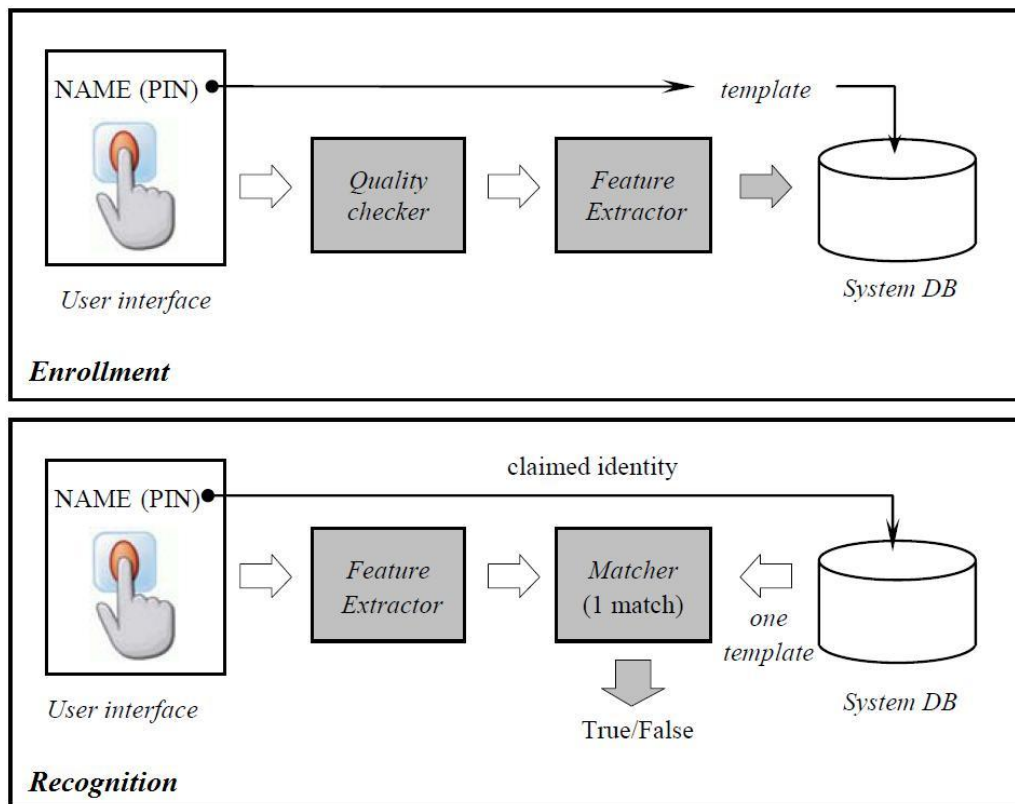 NAME (PIN)
template
Quality
checker
Feature
Extractor
User interface
System DB
Enrollment
claimed identity
NAME (PIN)
Feature
Extractor
Matcher
(1 match)
one
template
User interface
True/False
System DB
Recognition